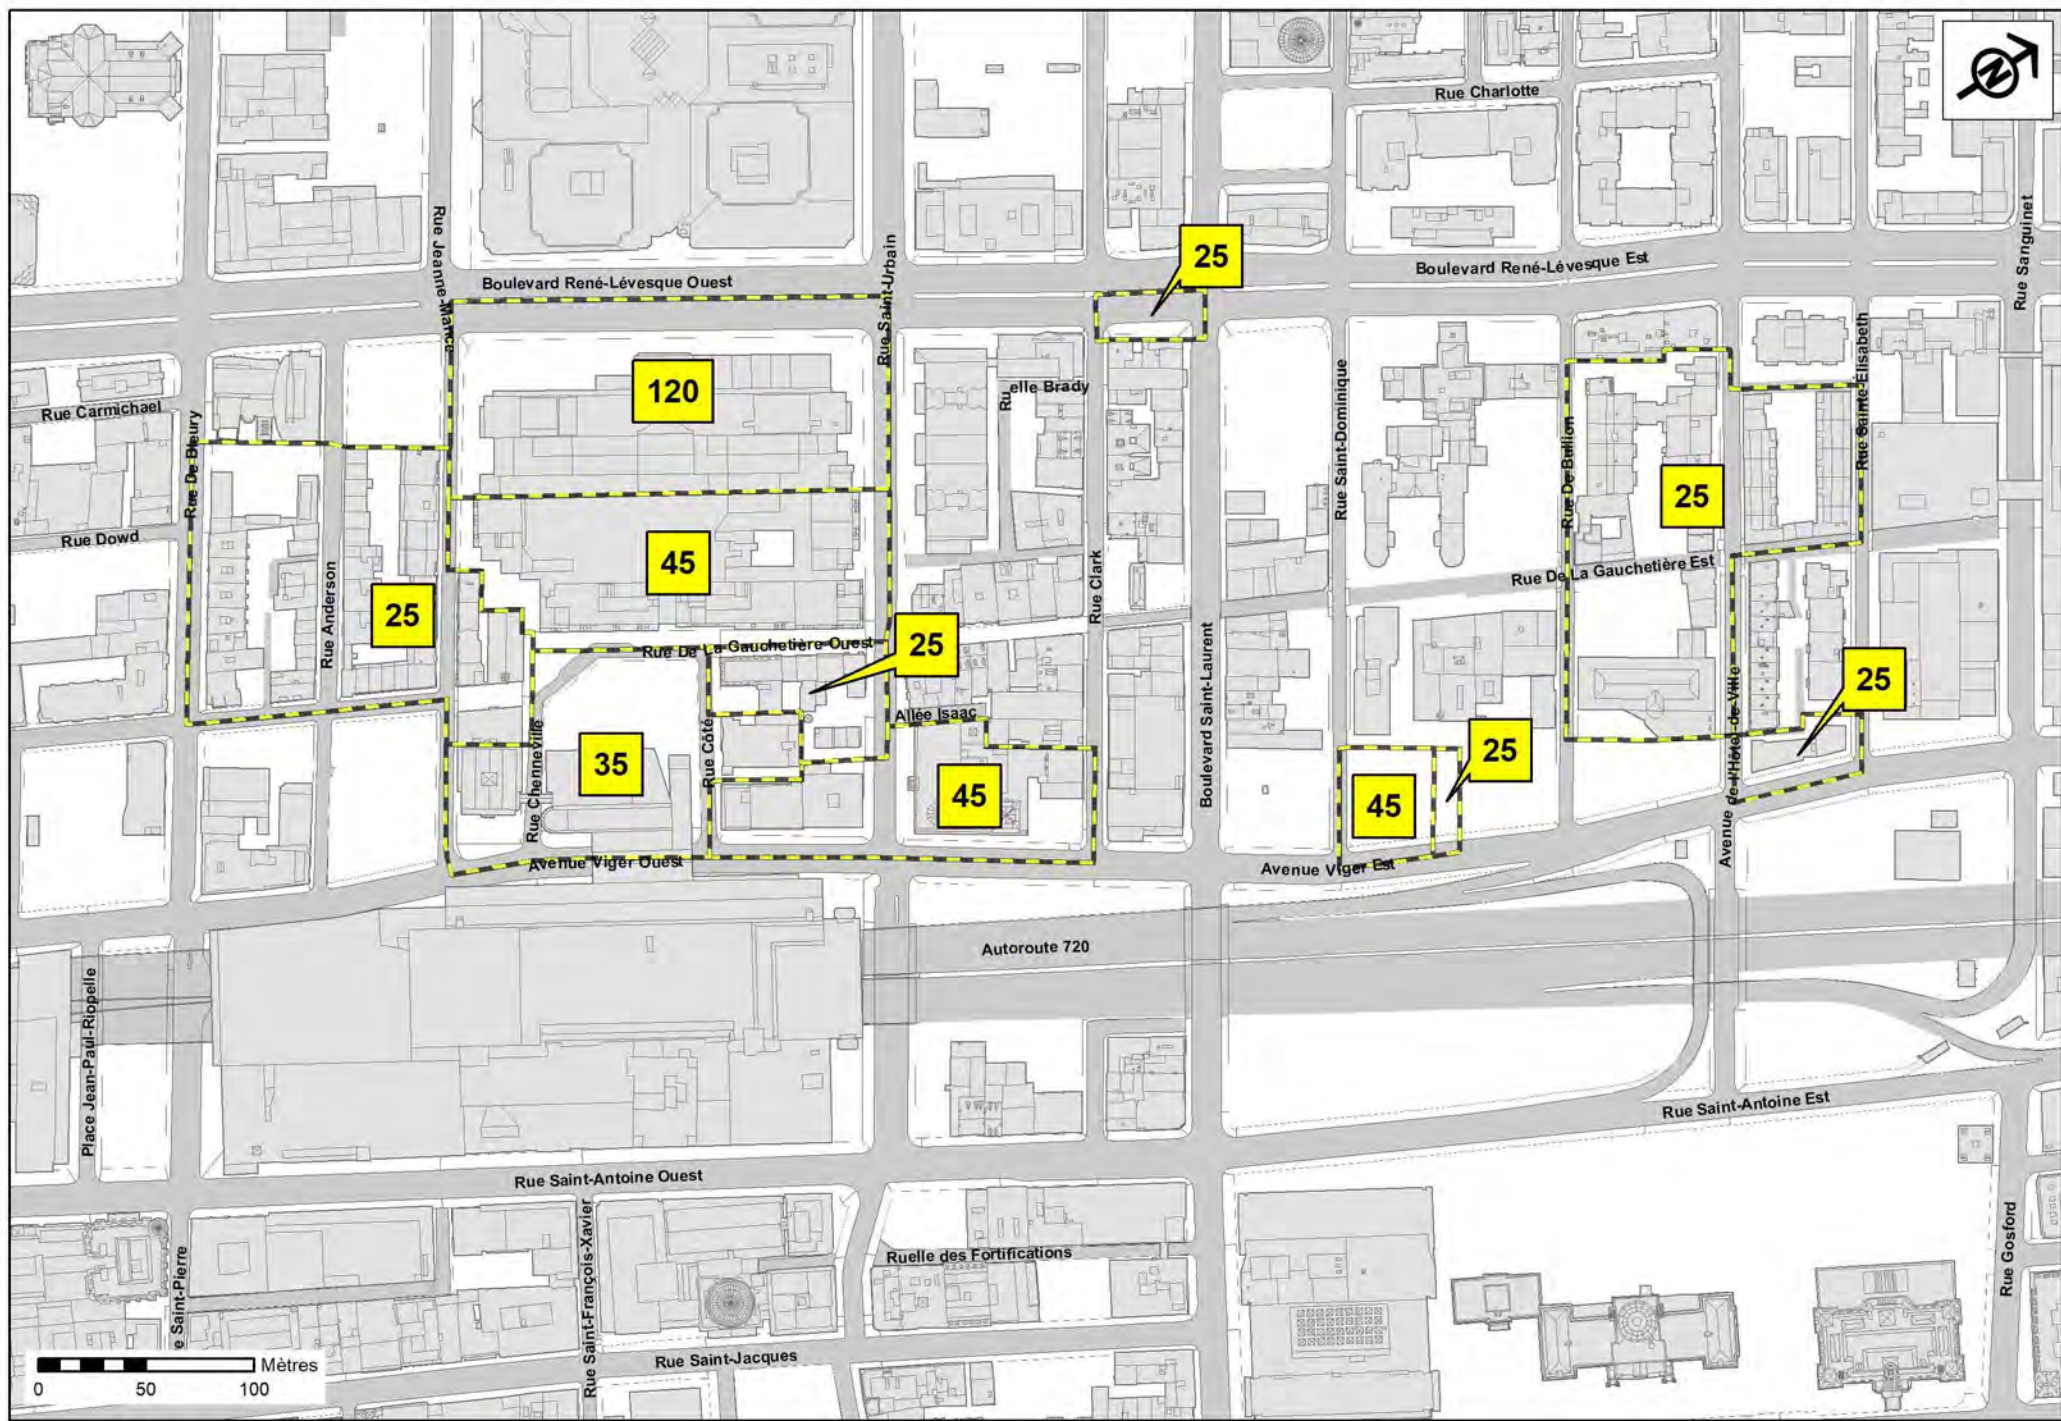 N
Rue Charlotte
Rue Jeanne-Mance
Rue Saint-Urbain
25
Boulevard René-Lévesque Est
Boulevard René-Lévesque Ouest
Rue Sanguinet
120
Ruelle Brady
Rue Carmichael
Rue De Bleury
Rue Saint-Dominique
Rue De Bullion
Rue Sainte-Élisabeth
25
Rue Dowd
45
Rue Clark
Rue De La Gauchetière Est
25
Rue Anderson
Rue De La Gauchetière Ouest
25
Boulevard Saint-Laurent
25
Allée Isaac
Rue Chenneville
35
Rue Côté
45
45
25
Avenue de l'Hôtel-de-Ville
Avenue Viger Ouest
Avenue Viger Est
Autoroute 720
Place Jean-Paul-Riopelle
Rue Saint-Antoine Est
Rue Saint-Antoine Ouest
Ruelle des Fortifications
e Saint-Pierre
Rue Saint-François-Xavier
Rue Gosford
Rue Saint-Jacques
Mètres
0 50 100